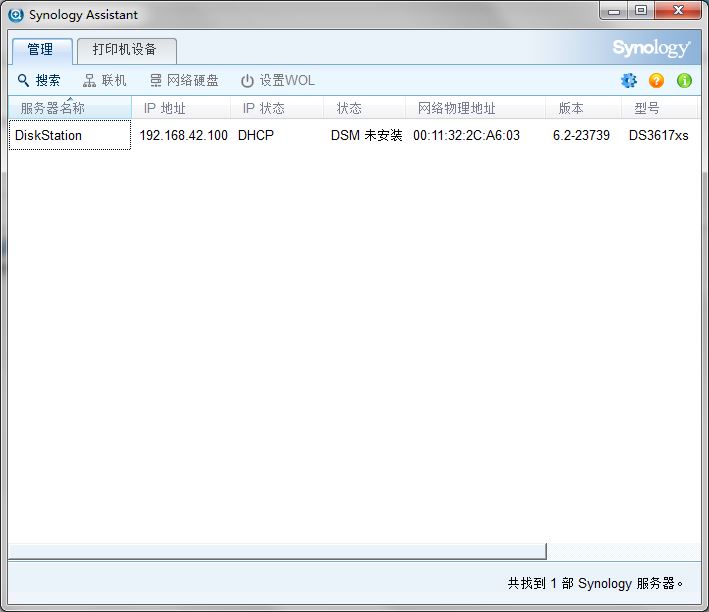 Synology Assistant
管理 打印机设备 Synology
搜索 联机 网络硬盘 设置WOL
服务器名称 IP 地址 IP 状态 状态 网络物理地址 版本 型号
DiskStation 192.168.42.100 DHCP DSM 未安装 00:11:32:2C:A6:03 6.2-23739 DS3617xs
共找到 1 部 Synology 服务器。